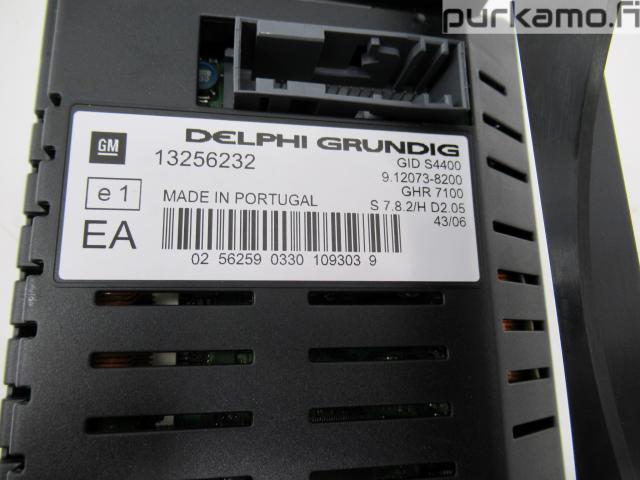 purkamo.fi
GM
DELPHI GRUNDIG
13256232
GID S4400
9.12073-8200
GHR 7100
S 7.8.2/H D2.05
43/06
e 1
MADE IN PORTUGAL
EA
02 56259 0330 109303 9